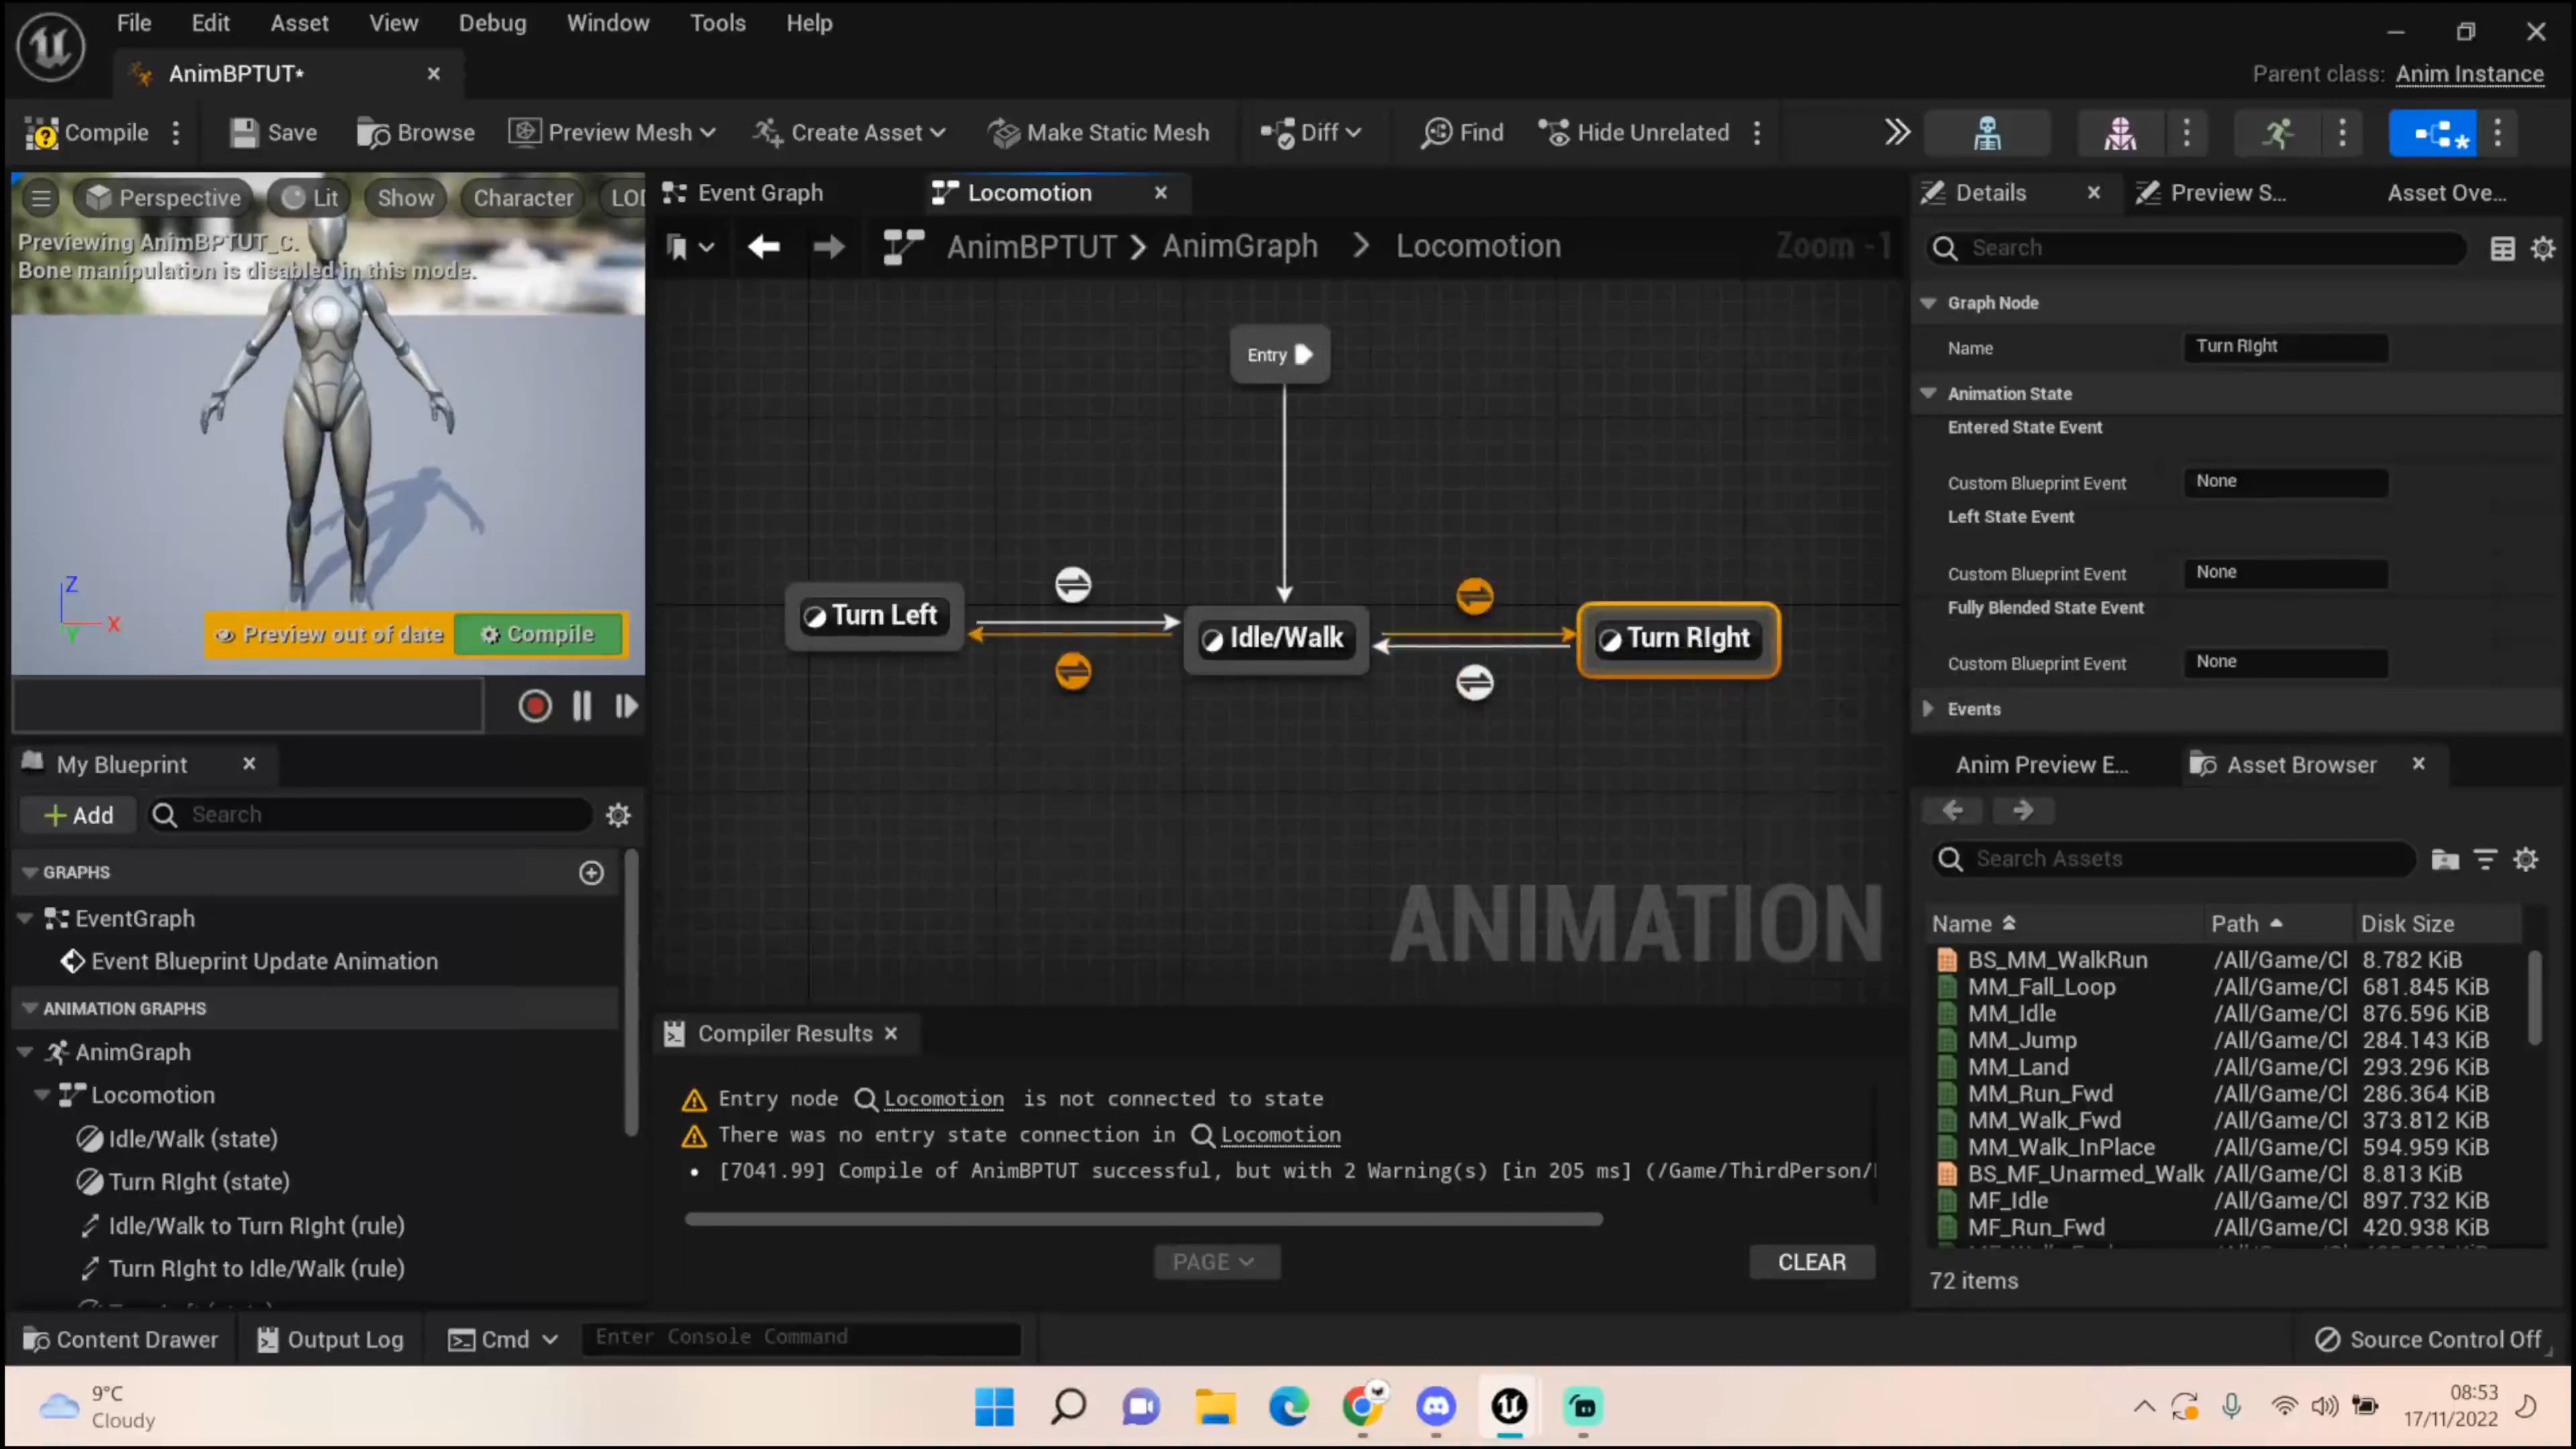 File Edit Asset View Debug Window Tools Help
AnimBPTUT*
Parent class: Anim Instance
Compile Save Browse Preview Mesh Create Asset Make Static Mesh Diff Find Hide Unrelated
Perspective Lit Show Character
Previewing AnimBPTUT_C.
Bone manipulation is disabled in this mode.
Z
X
Y
Preview out of date Compile
Event Graph Locomotion
AnimBPTUT > AnimGraph > Locomotion
Zoom -1
Entry
Turn Left
Idle/Walk
Turn RIght
ANIMATION
Details Preview S... Asset Ove...
Search
Graph Node
Name Turn RIght
Animation State
Entered State Event
Custom Blueprint Event None
Left State Event
Custom Blueprint Event None
Fully Blended State Event
Custom Blueprint Event None
Events
My Blueprint
+ Add Search
GRAPHS
EventGraph
Event Blueprint Update Animation
ANIMATION GRAPHS
AnimGraph
Locomotion
Idle/Walk (state)
Turn RIght (state)
Idle/Walk to Turn RIght (rule)
Turn RIght to Idle/Walk (rule)
Compiler Results
Entry node Locomotion is not connected to state
There was no entry state connection in Locomotion
[7041.99] Compile of AnimBPTUT successful, but with 2 Warning(s) [in 205 ms] (/Game/ThirdPerson/
PAGE
CLEAR
Anim Preview E... Asset Browser
Search Assets
Name Path Disk Size
BS_MM_WalkRun /All/Game/Cl 8.782 KiB
MM_Fall_Loop /All/Game/Cl 681.845 KiB
MM_Idle /All/Game/Cl 876.596 KiB
MM_Jump /All/Game/Cl 284.143 KiB
MM_Land /All/Game/Cl 293.296 KiB
MM_Run_Fwd /All/Game/Cl 286.364 KiB
MM_Walk_Fwd /All/Game/Cl 373.812 KiB
MM_Walk_InPlace /All/Game/Cl 594.959 KiB
BS_MF_Unarmed_Walk /All/Game/Cl 8.813 KiB
MF_Idle /All/Game/Cl 897.732 KiB
MF_Run_Fwd /All/Game/Cl 420.938 KiB
72 items
Content Drawer Output Log Cmd Enter Console Command
Source Control Off
9°C
Cloudy
08:53
17/11/2022